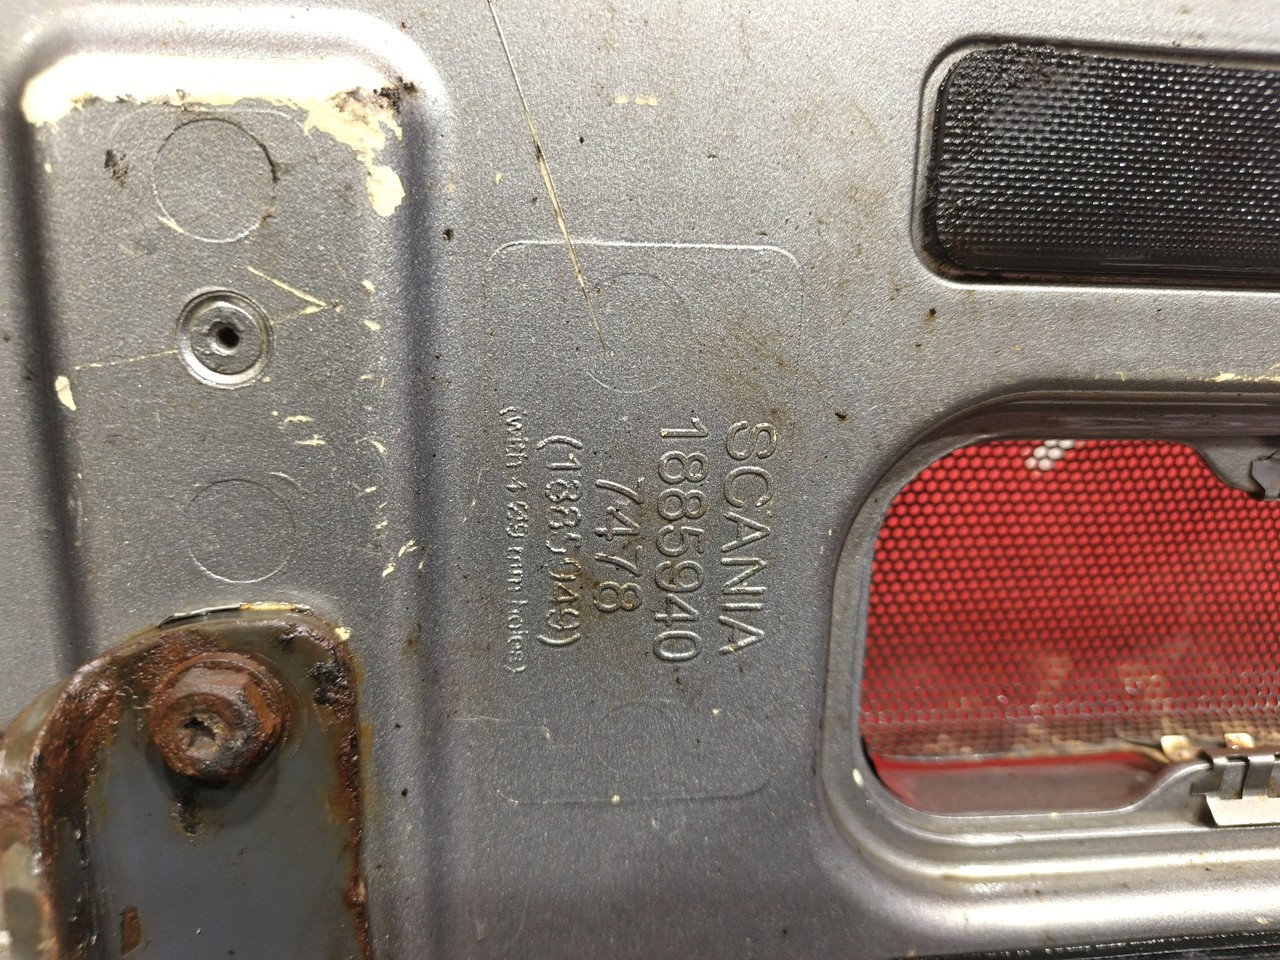 SCANIA
1885940
7478
(1885949)
(with 4 Ø9 mm holes)